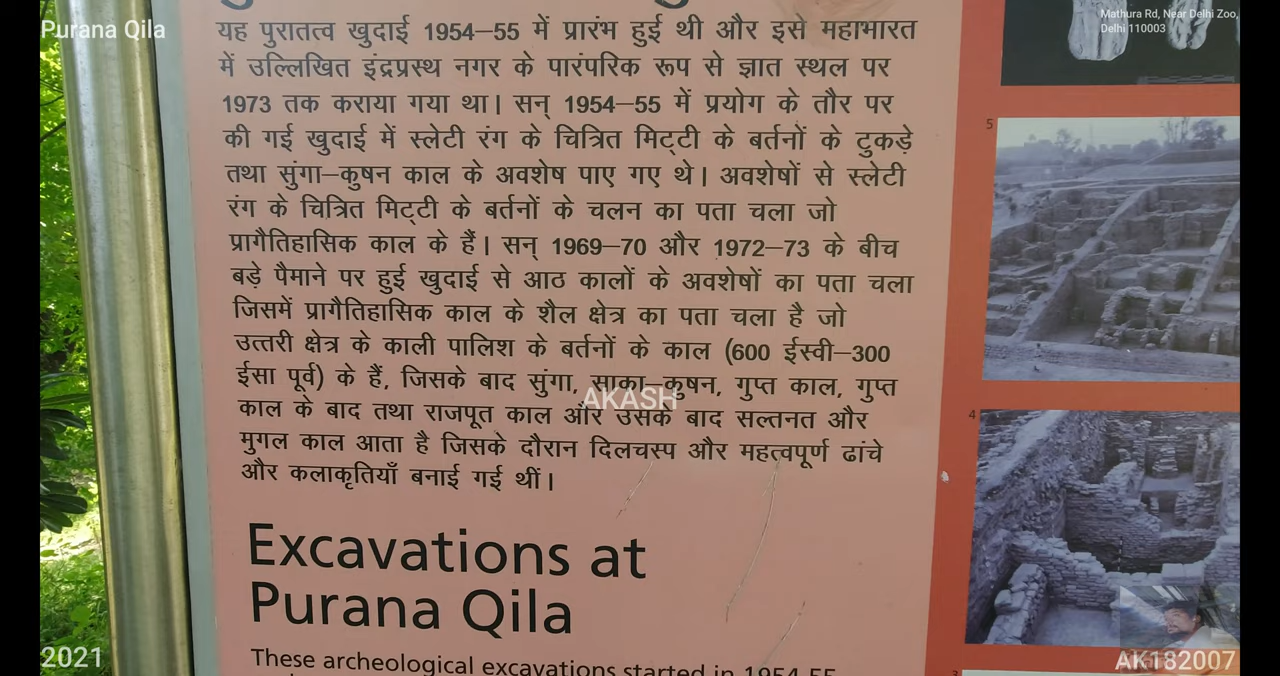 Purana Qila
Mathura Rd, Near Delhi Zoo,
Delhi 110003
यह पुरातत्व खुदाई 1954–55 में प्रारंभ हुई थी और इसे महाभारत
में उल्लिखित इंद्रप्रस्थ नगर के पारंपरिक रूप से ज्ञात स्थल पर
1973 तक कराया गया था। सन् 1954–55 में प्रयोग के तौर पर
की गई खुदाई में स्लेटी रंग के चित्रित मिट्टी के बर्तनों के टुकड़े
तथा सुंगा–कुषन काल के अवशेष पाए गए थे। अवशेषों से स्लेटी
रंग के चित्रित मिट्टी के बर्तनों के चलन का पता चला जो
प्रागैतिहासिक काल के हैं। सन् 1969–70 और 1972–73 के बीच
बड़े पैमाने पर हुई खुदाई से आठ कालों के अवशेषों का पता चला
जिसमें प्रागैतिहासिक काल के शैल क्षेत्र का पता चला है जो
उत्तरी क्षेत्र के काली पालिश के बर्तनों के काल (600 ईस्वी–300
ईसा पूर्व) के हैं, जिसके बाद सुंगा, साका–कुषन, गुप्त काल, गुप्त
काल के बाद तथा राजपूत काल और उसके बाद सल्तनत और
मुगल काल आता है जिसके दौरान दिलचस्प और महत्वपूर्ण ढांचे
और कलाकृतियाँ बनाई गई थीं।
AKASH
Excavations at
Purana Qila
These archeological excavations started in 1954-55
5
4
3
2021
AK182007